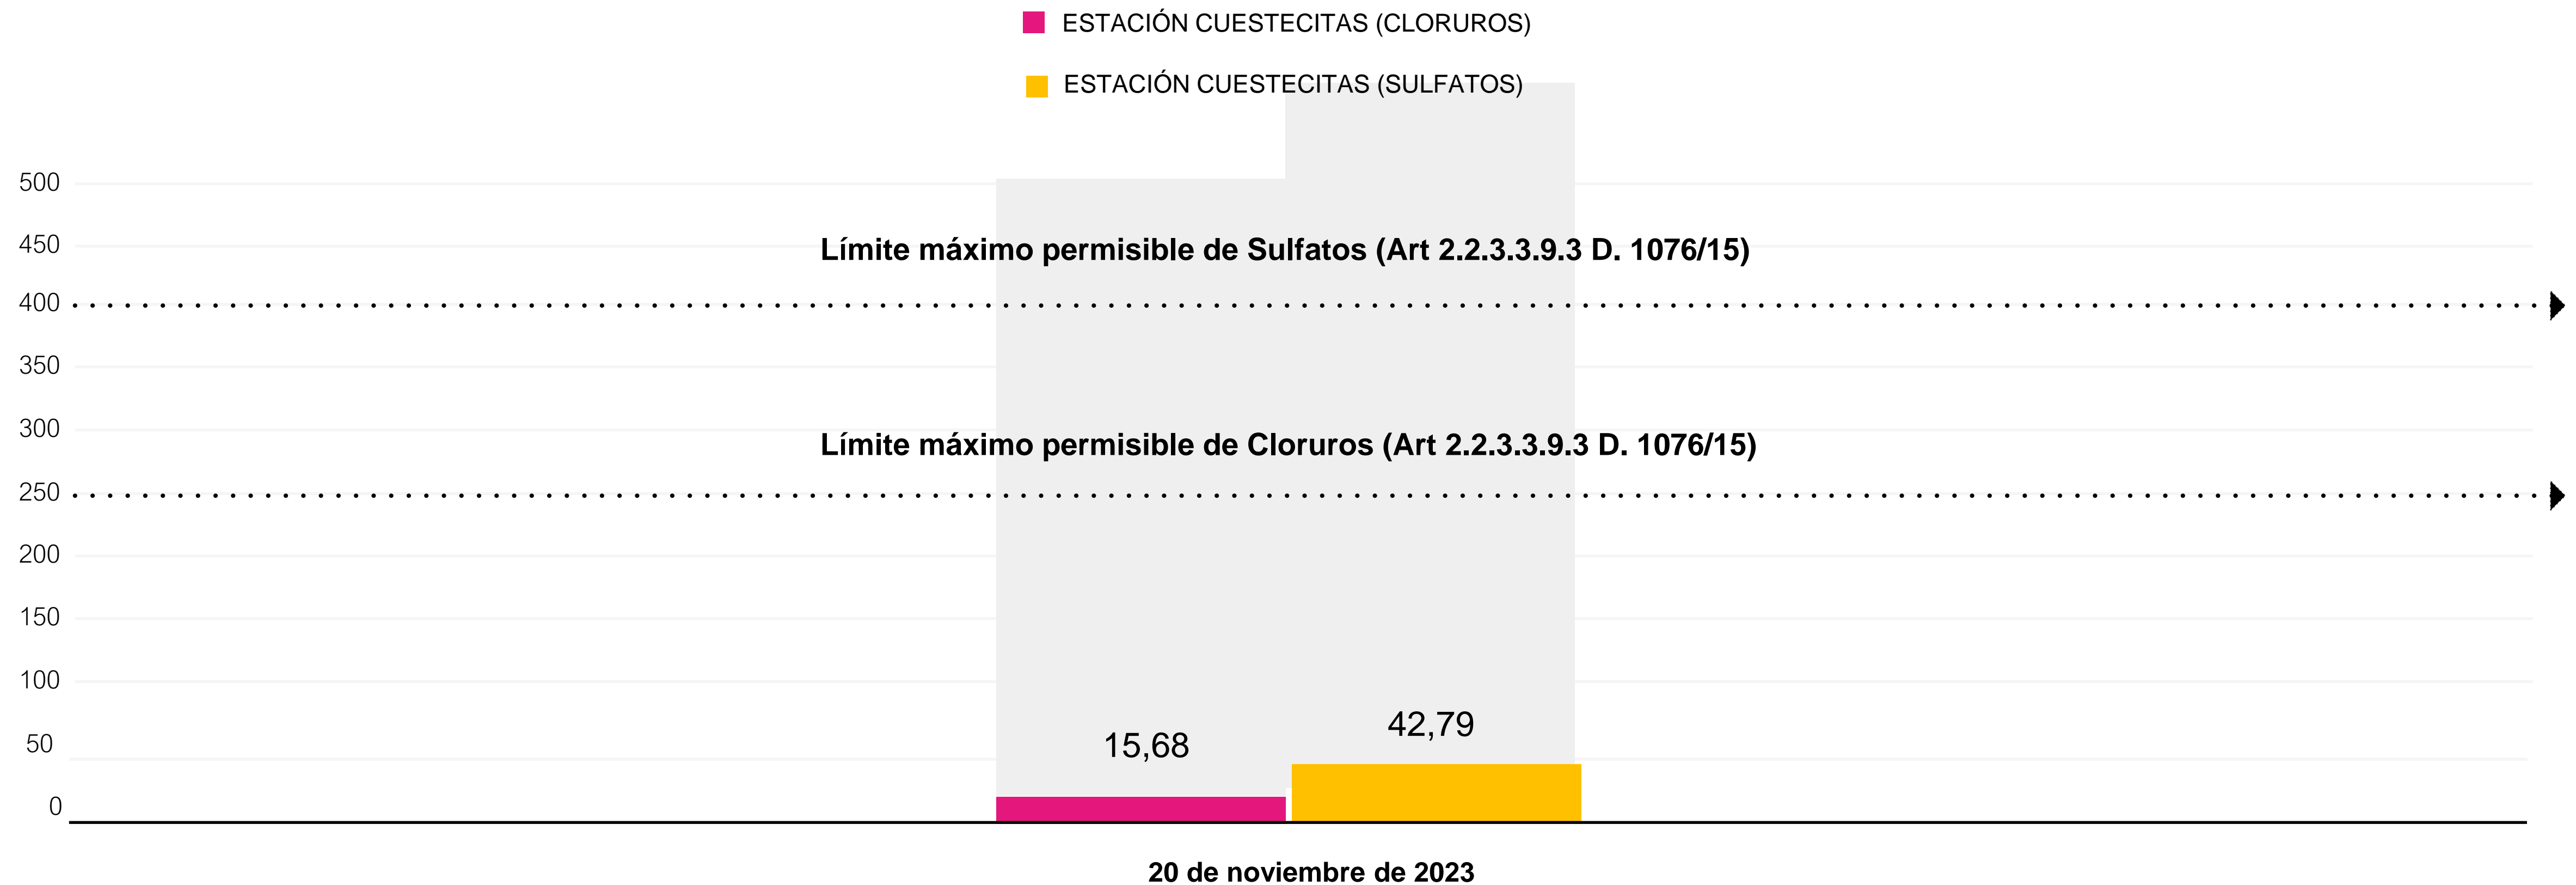 ESTACIÓN CUESTECITAS (CLORUROS)
ESTACIÓN CUESTECITAS (SULFATOS)
500
450
Límite máximo permisible de Sulfatos (Art 2.2.3.3.9.3 D. 1076/15)
400
350
300
Límite máximo permisible de Cloruros (Art 2.2.3.3.9.3 D. 1076/15)
250
200
150
100
50
42,79
15,68
0
20 de noviembre de 2023